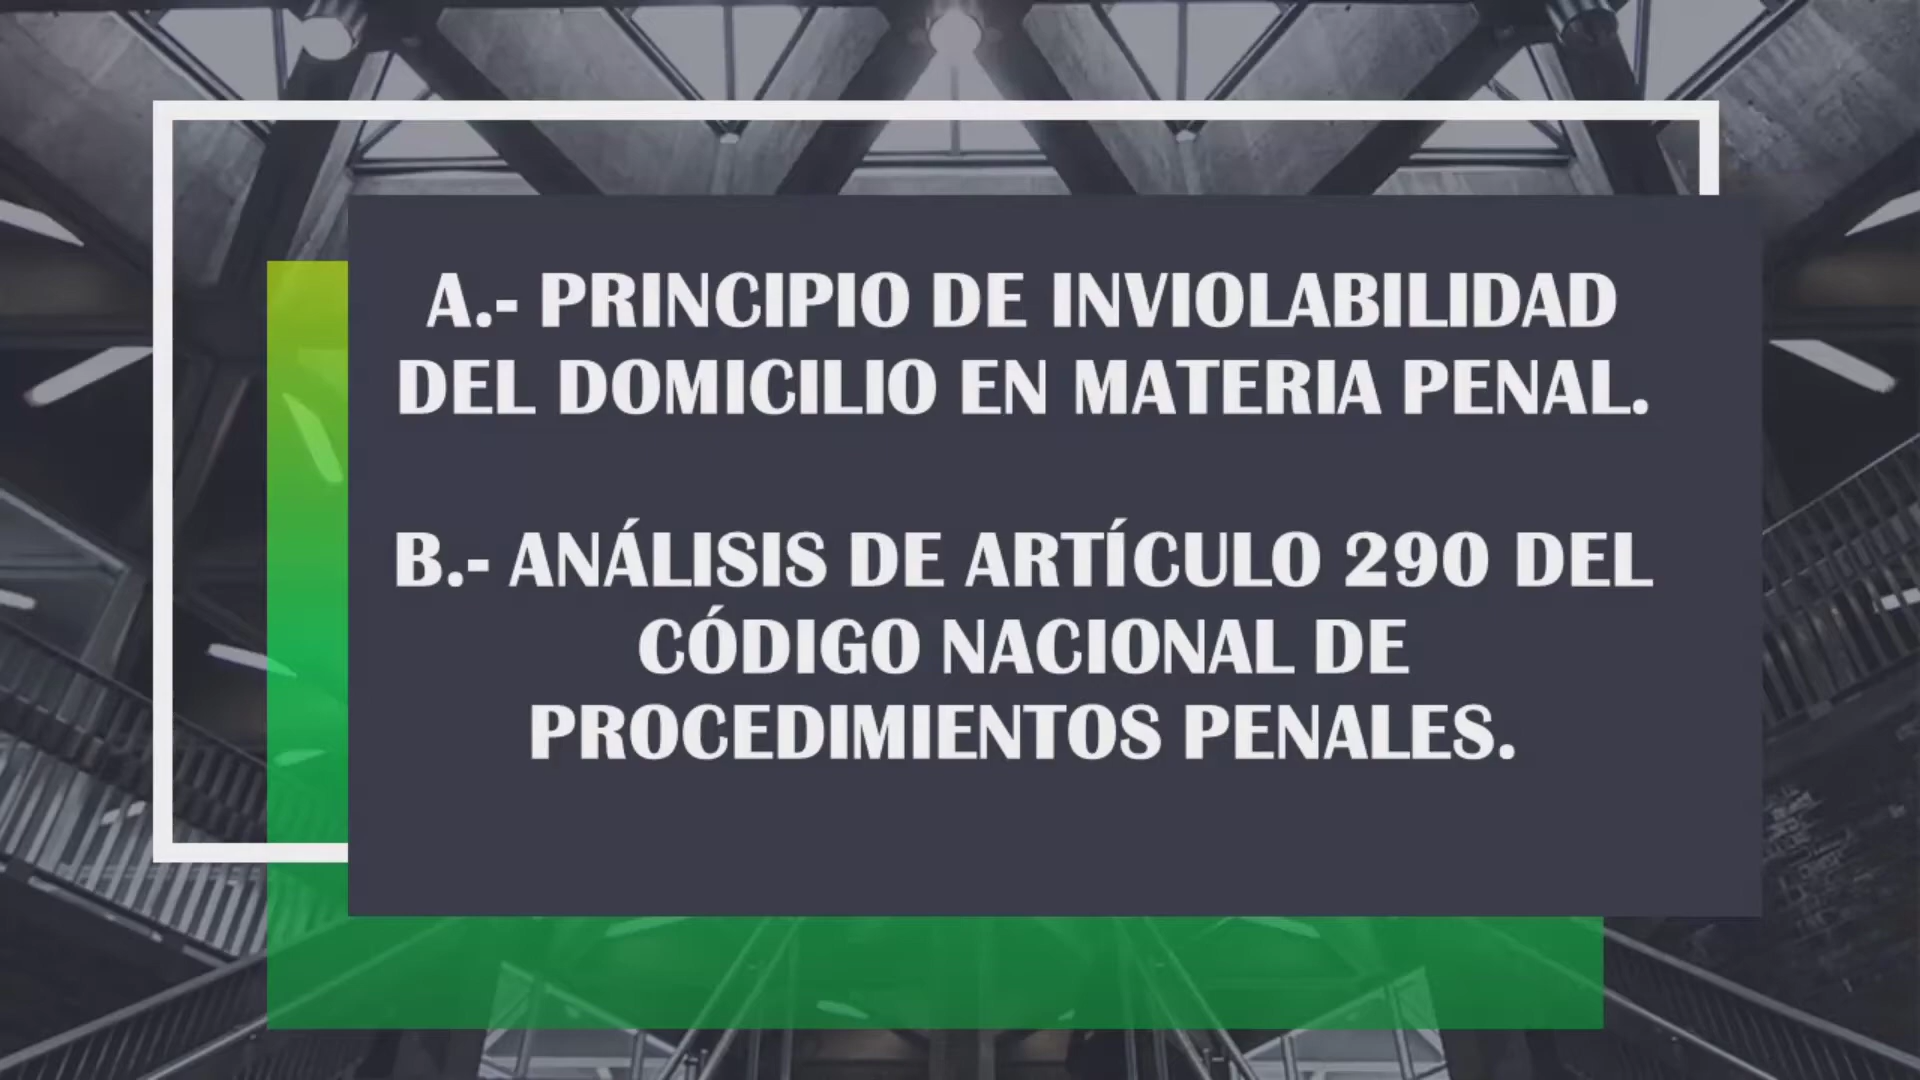 A.- PRINCIPIO DE INVIOLABILIDAD
DEL DOMICILIO EN MATERIA PENAL.
B.- ANÁLISIS DE ARTÍCULO 290 DEL
CÓDIGO NACIONAL DE
PROCEDIMIENTOS PENALES.